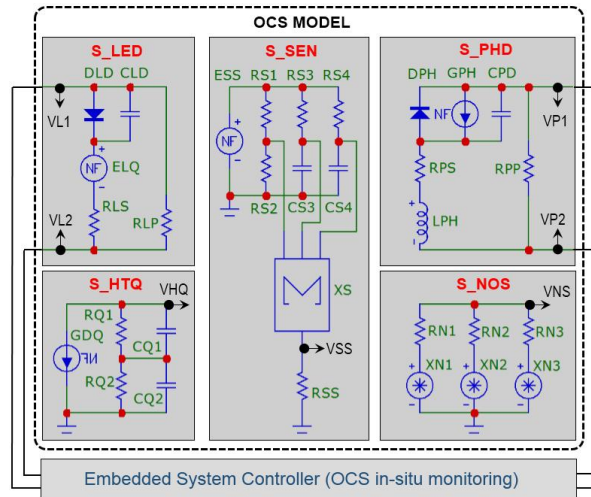 OCS MODEL
S_LED
DLD CLD
VL1
+
NF
ELQ
-
RLS
VL2
RLP
S_SEN
ESS RS1 RS3 RS4
+
NF
-
RS2 CS3 CS4
XS
VSS
RSS
S_PHD
DPH GPH CPD
NF
VP1
RPS
RPP
+
LPH
-
VP2
S_HTQ
VHQ
RQ1
GDQ
NF
CQ1
RQ2
CQ2
S_NOS
VNS
RN1 RN2 RN3
XN1 XN2 XN3
+ + +
- - -
Embedded System Controller (OCS in-situ monitoring)